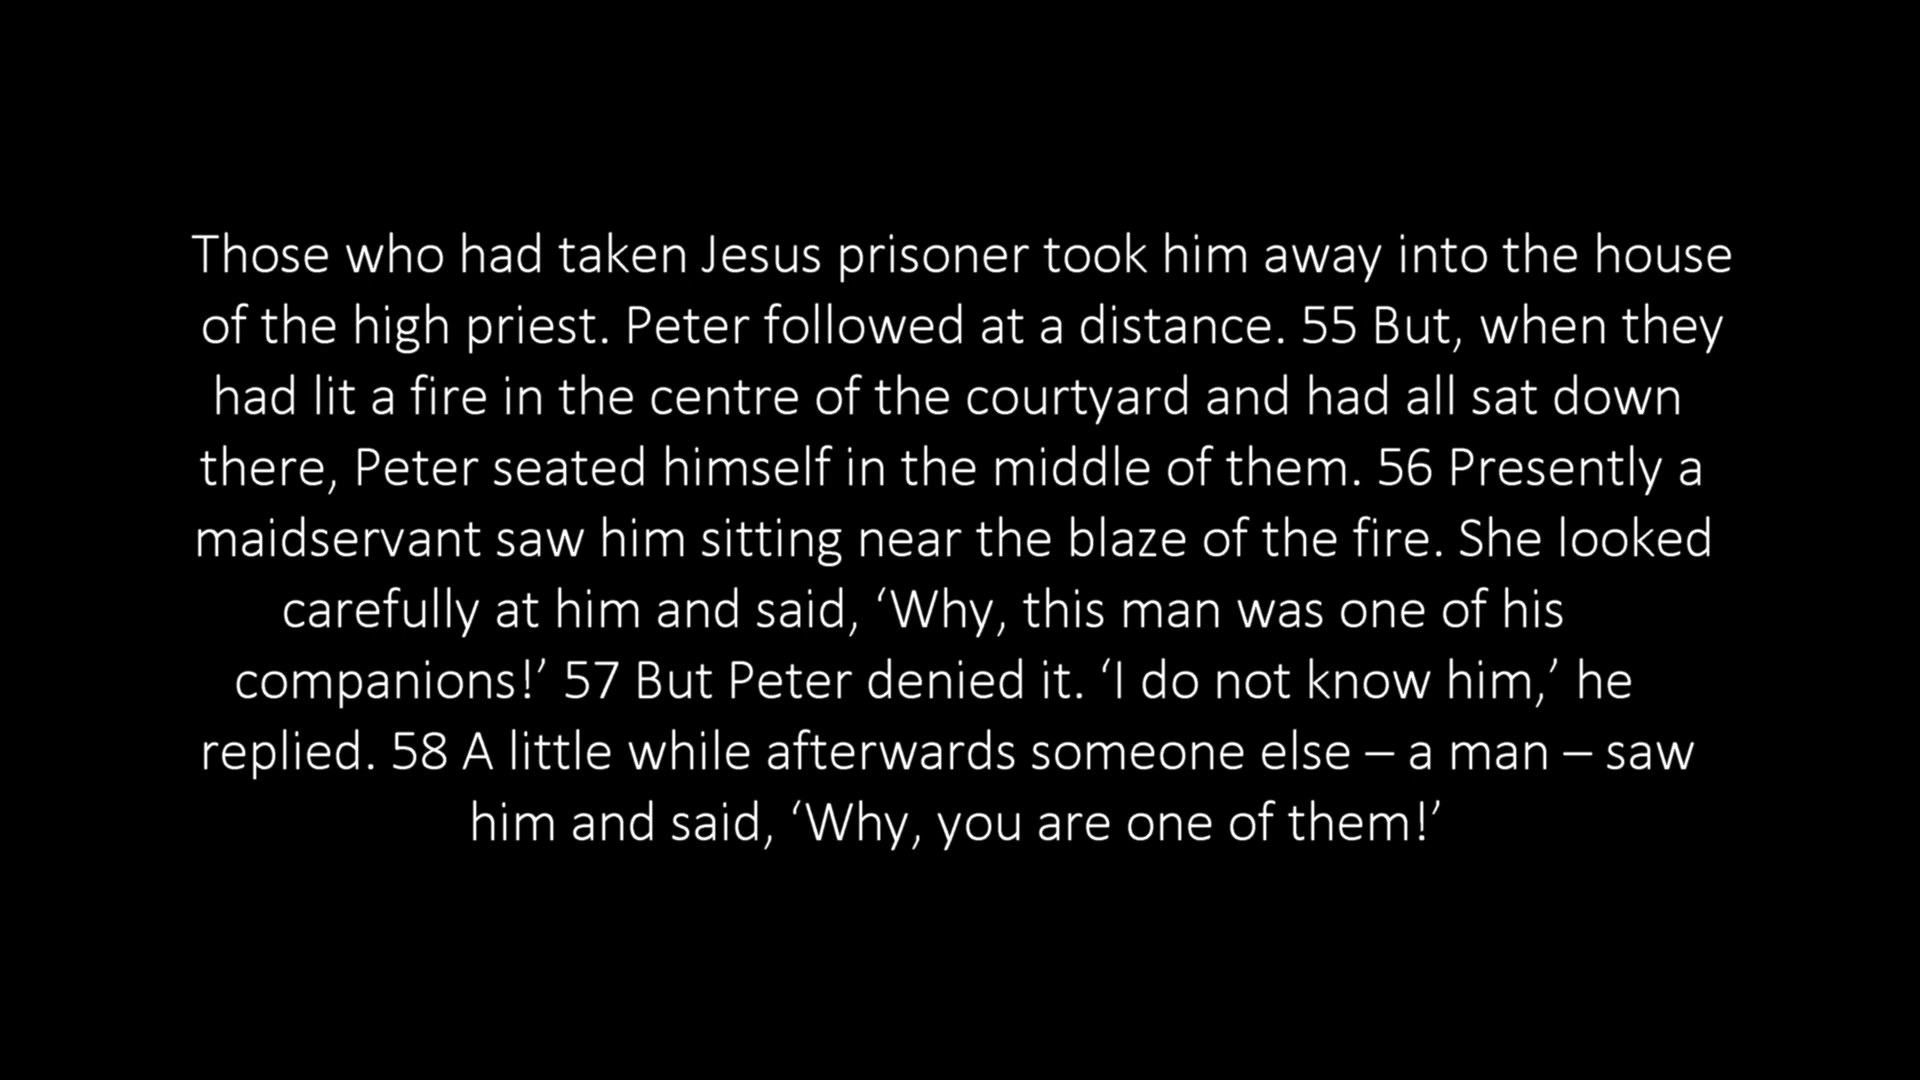 Those who had taken Jesus prisoner took him away into the house
of the high priest. Peter followed at a distance. 55 But, when they
had lit a fire in the centre of the courtyard and had all sat down
there, Peter seated himself in the middle of them. 56 Presently a
maidservant saw him sitting near the blaze of the fire. She looked
carefully at him and said, ‘Why, this man was one of his
companions!’ 57 But Peter denied it. ‘I do not know him,’ he
replied. 58 A little while afterwards someone else – a man – saw
him and said, ‘Why, you are one of them!’